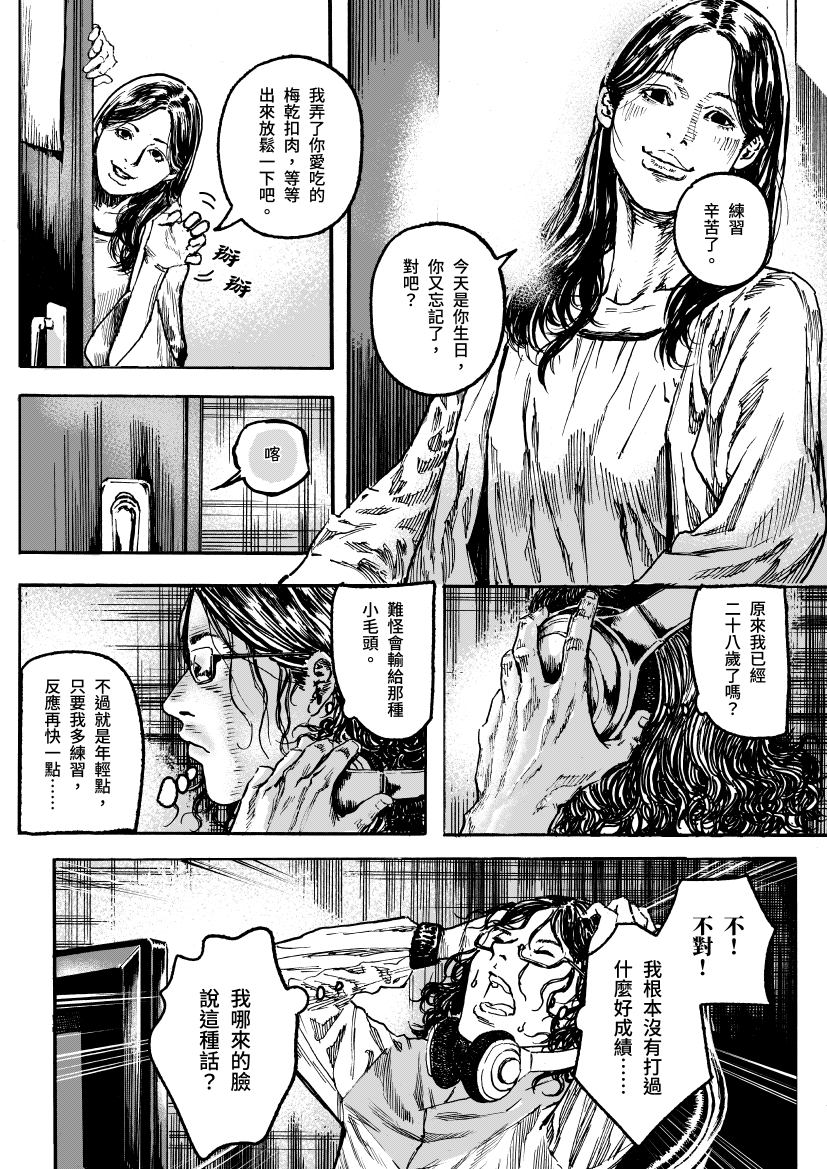 練習
辛苦了。
今天是你生日，
你又忘記了，
對吧？
我弄了你愛吃的
梅乾扣肉，等等
出來放鬆一下吧。
掰
掰
喀
原來我已經
二十八歲了嗎？
難怪會輸給那種
小毛頭。
不過就是年輕點，
只要我多練習，
反應再快一點……
不！
不對！
我根本沒有打過
什麼好成績……
我哪來的臉
說這種話？